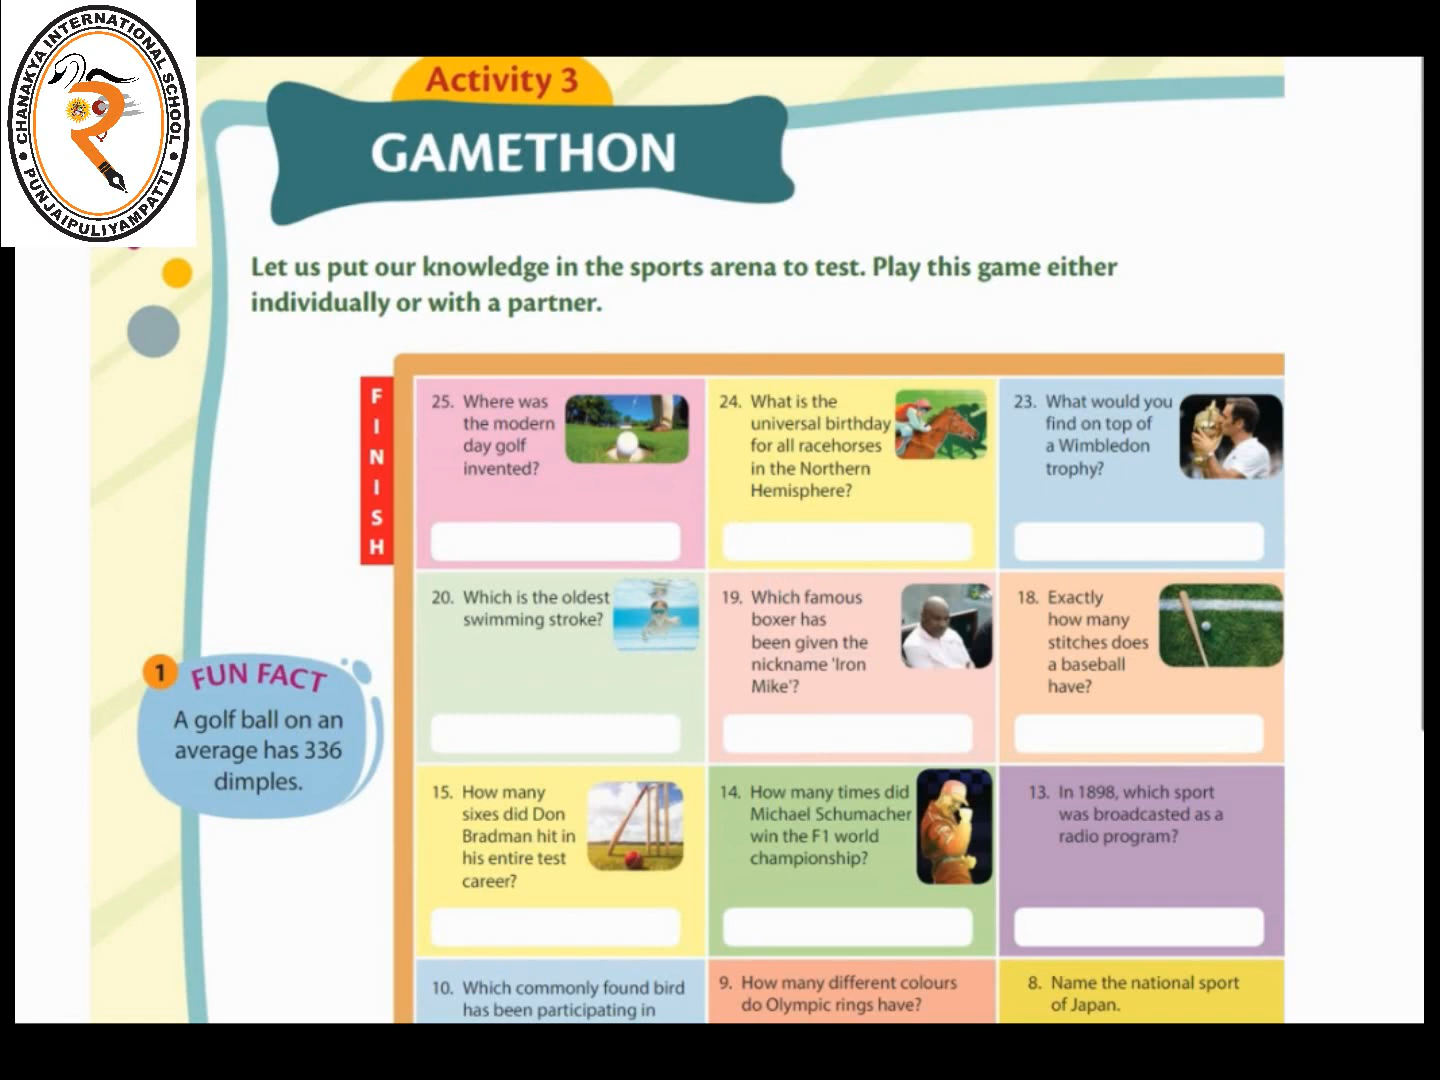 CHANAKYA INTERNATIONAL SCHOOL
PUNJAIPULIYAMPATTI
Activity 3
GAMETHON
Let us put our knowledge in the sports arena to test. Play this game either
individually or with a partner.
FINISH
25. Where was
the modern
day golf
invented?
24. What is the
universal birthday
for all racehorses
in the Northern
Hemisphere?
23. What would you
find on top of
a Wimbledon
trophy?
20. Which is the oldest
swimming stroke?
19. Which famous
boxer has
been given the
nickname 'Iron
Mike'?
18. Exactly
how many
stitches does
a baseball
have?
1 FUN FACT
A golf ball on an
average has 336
dimples.
15. How many
sixes did Don
Bradman hit in
his entire test
career?
14. How many times did
Michael Schumacher
win the F1 world
championship?
13. In 1898, which sport
was broadcasted as a
radio program?
10. Which commonly found bird
has been participating in
9. How many different colours
do Olympic rings have?
8. Name the national sport
of Japan.